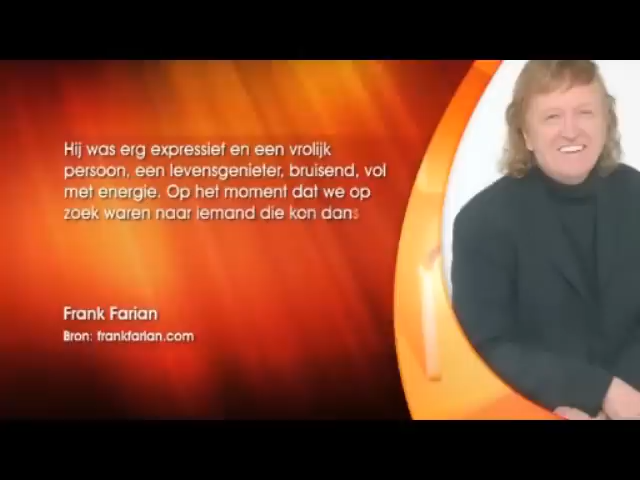 Hij was erg expressief en een vrolijk
persoon, een levensgenieter, bruisend, vol
met energie. Op het moment dat we op
zoek waren naar iemand die kon dans
Frank Farian
Bron: frankfarian.com